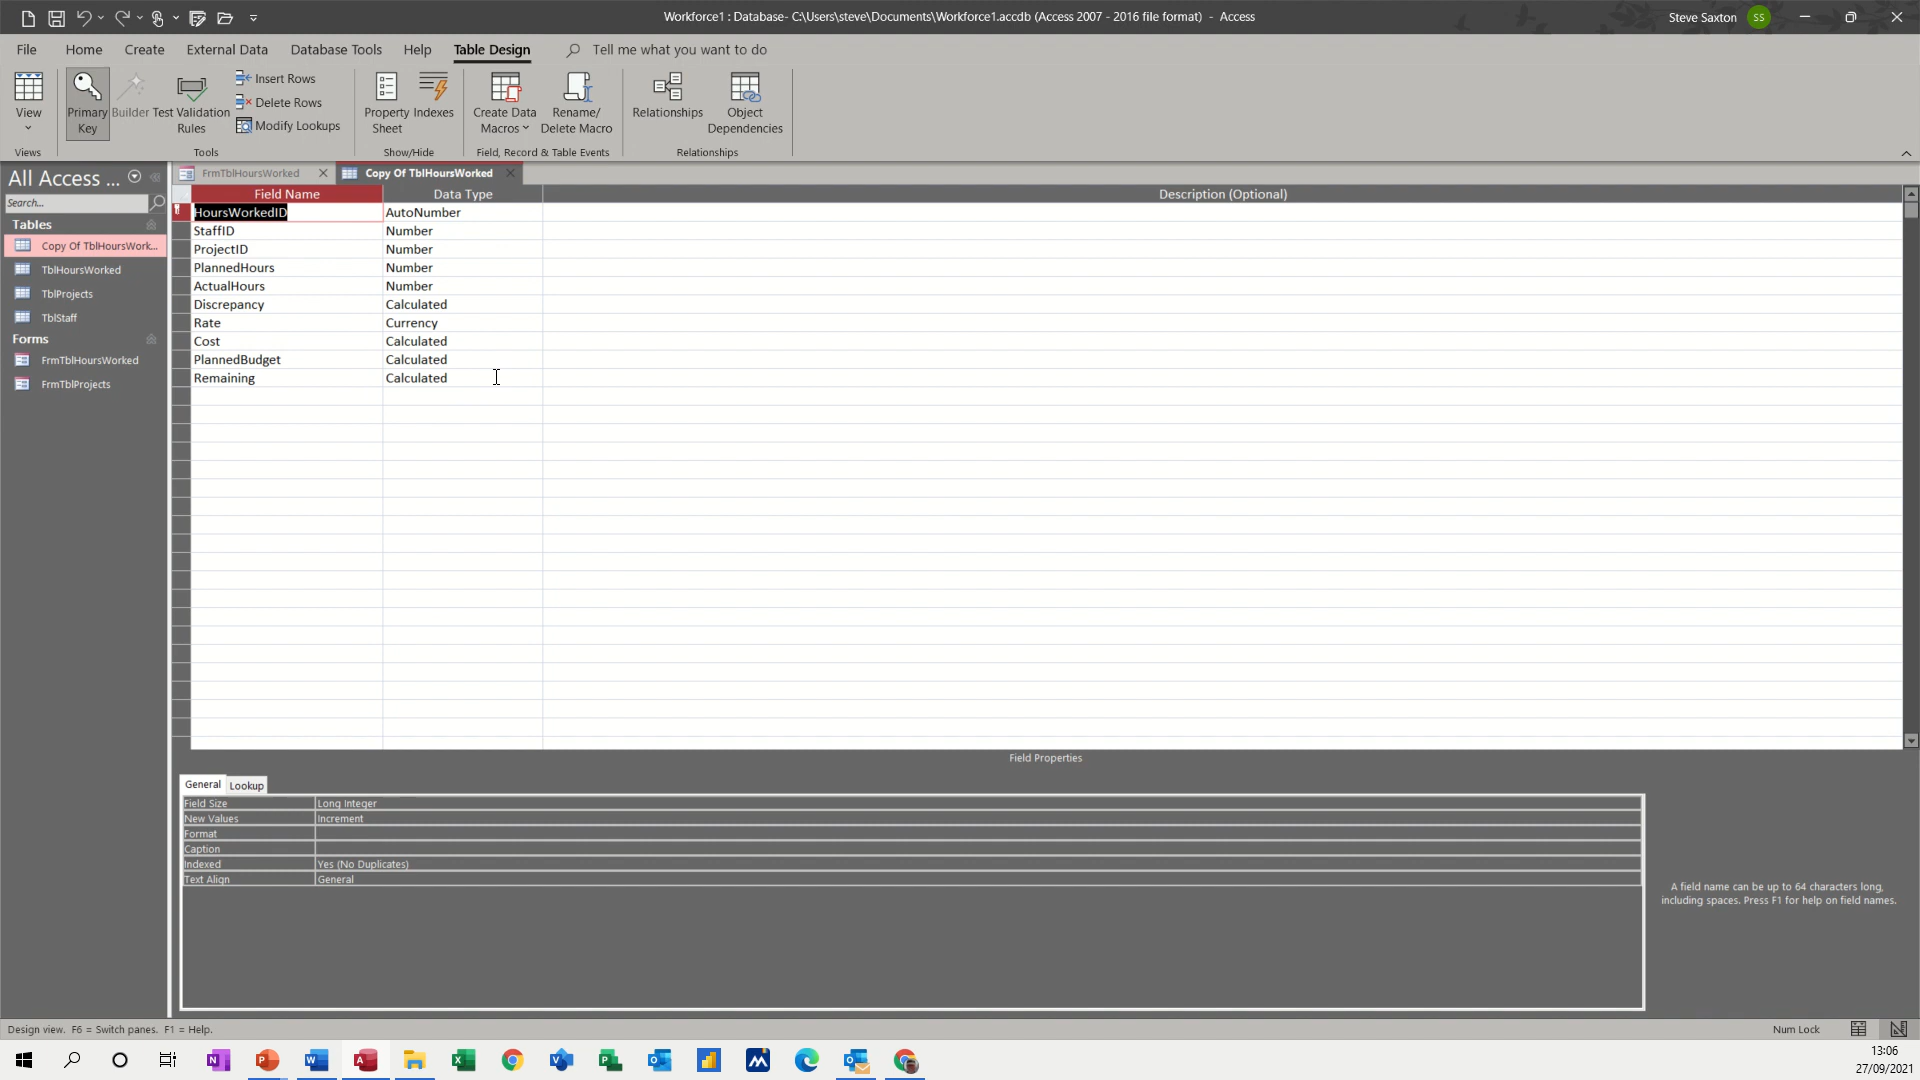 Workforce1 : Database- C:\Users\steve\Documents\Workforce1.accdb (Access 2007 - 2016 file format) - Access
Steve Saxton SS
File Home Create External Data Database Tools Help Table Design Tell me what you want to do
View
Primary Key
Builder
Test Validation Rules
Insert Rows
Delete Rows
Modify Lookups
Property Sheet
Indexes
Create Data Macros
Rename/ Delete Macro
Relationships
Object Dependencies
Views Tools Show/Hide Field, Record & Table Events Relationships
All Access ...
Search...
Tables
Copy Of TblHoursWork...
TblHoursWorked
TblProjects
TblStaff
Forms
FrmTblHoursWorked
FrmTblProjects
FrmTblHoursWorked Copy Of TblHoursWorked
Field Name Data Type Description (Optional)
HoursWorkedID AutoNumber
StaffID Number
ProjectID Number
PlannedHours Number
ActualHours Number
Discrepancy Calculated
Rate Currency
Cost Calculated
PlannedBudget Calculated
Remaining Calculated
Field Properties
General Lookup
Field Size Long Integer
New Values Increment
Format
Caption
Indexed Yes (No Duplicates)
Text Align General
A field name can be up to 64 characters long,
including spaces. Press F1 for help on field names.
Design view. F6 = Switch panes. F1 = Help.
Num Lock
13:06
27/09/2021